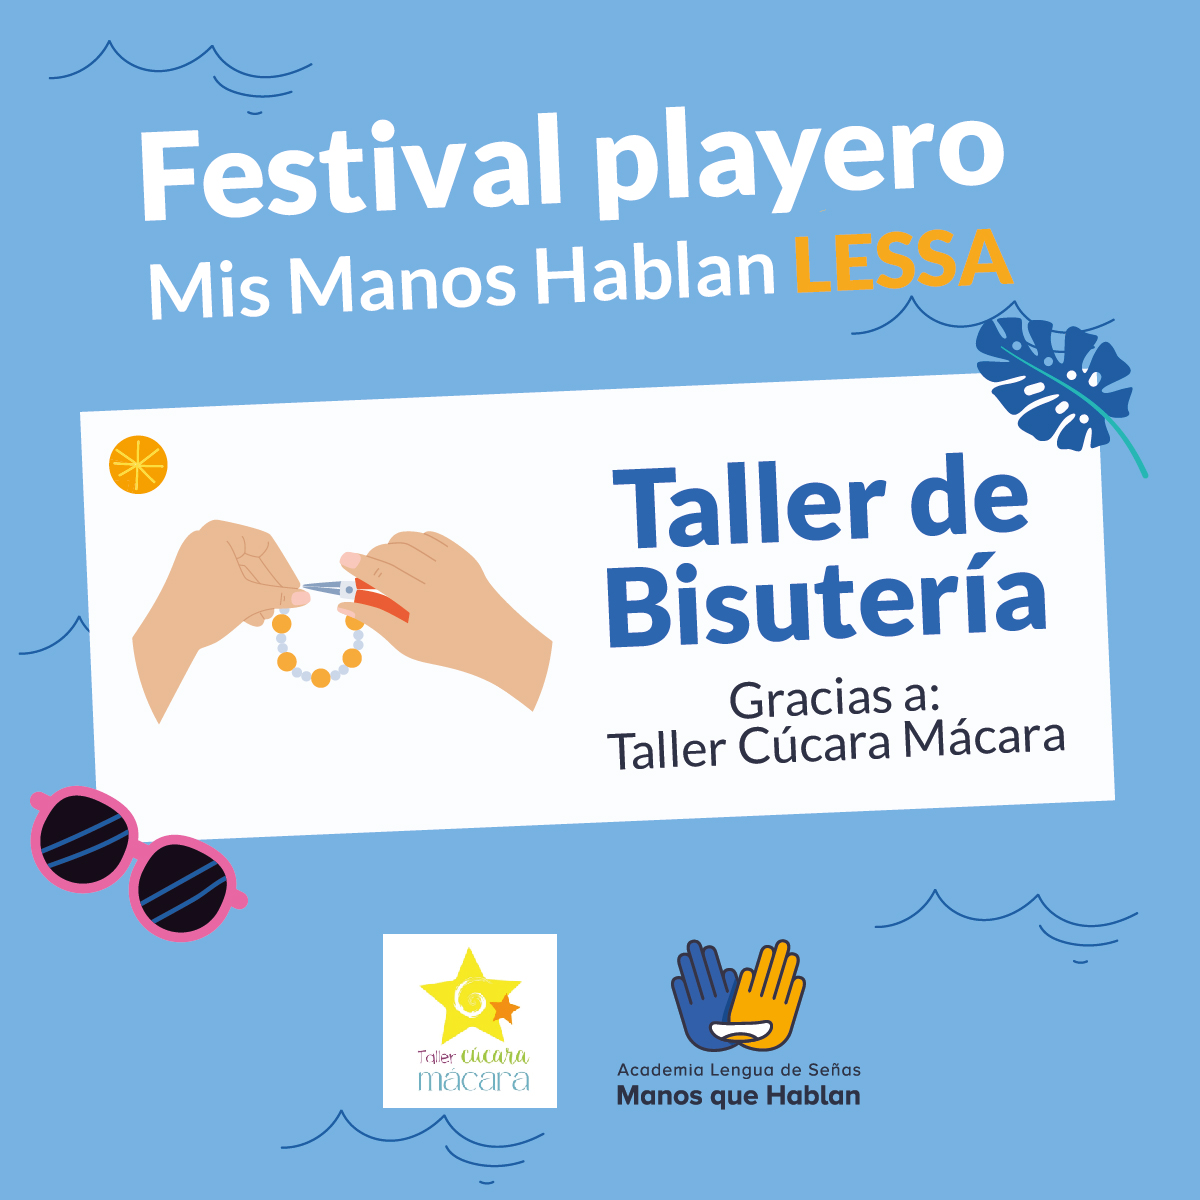 Festival playero
Mis Manos Hablan LESSA
Taller de
Bisutería
Gracias a:
Taller Cúcara Mácara
Taller cúcara
mácara
Academia Lengua de Señas
Manos que Hablan